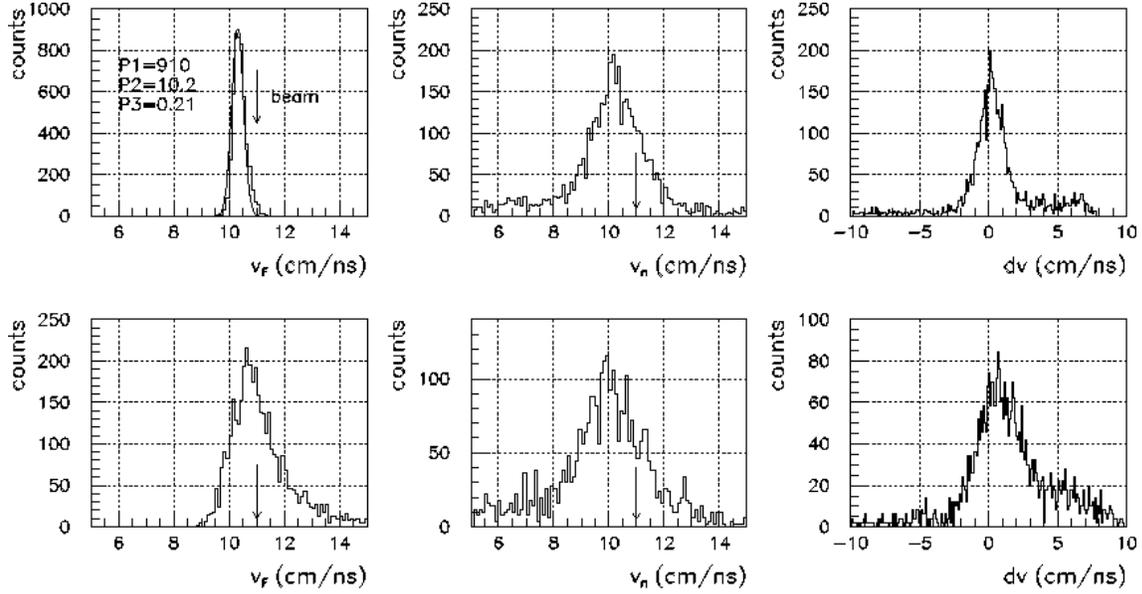 counts
1000
800
600
400
200
0
P1=910
P2=10.2
P3=0.21
beam
6 8 10 12 14
v_F (cm/ns)
counts
250
200
150
100
50
0
6 8 10 12 14
v_n (cm/ns)
counts
250
200
150
100
50
0
−10 −5 0 5 10
dv (cm/ns)
counts
250
200
150
100
50
0
6 8 10 12 14
v_F (cm/ns)
counts
100
50
0
6 8 10 12 14
v_n (cm/ns)
counts
100
80
60
40
20
0
−10 −5 0 5 10
dv (cm/ns)